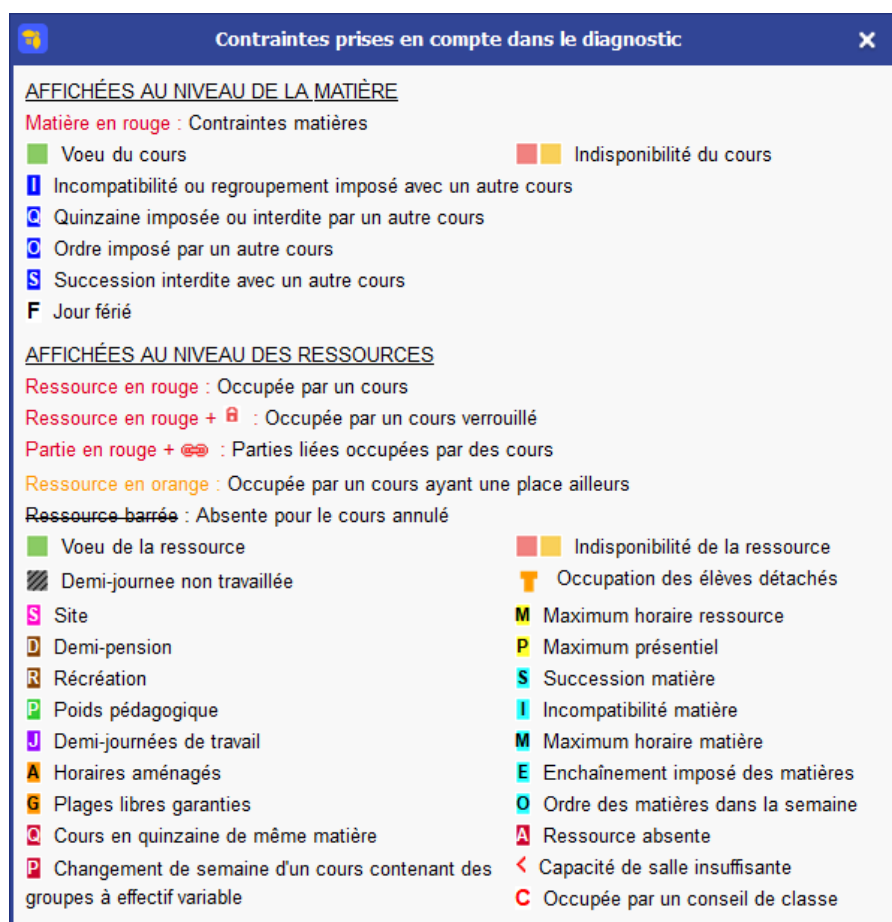 Contraintes prises en compte dans le diagnostic
AFFICHÉES AU NIVEAU DE LA MATIÈRE
Matière en rouge : Contraintes matières
Voeu du cours
Indisponibilité du cours
I Incompatibilité ou regroupement imposé avec un autre cours
Q Quinzaine imposée ou interdite par un autre cours
O Ordre imposé par un autre cours
S Succession interdite avec un autre cours
F Jour férié
AFFICHÉES AU NIVEAU DES RESSOURCES
Ressource en rouge : Occupée par un cours
Ressource en rouge + : Occupée par un cours verrouillé
Partie en rouge + : Parties liées occupées par des cours
Ressource en orange : Occupée par un cours ayant une place ailleurs
Ressource barrée : Absente pour le cours annulé
Voeu de la ressource
Indisponibilité de la ressource
Demi-journee non travaillée
T Occupation des élèves détachés
S Site
M Maximum horaire ressource
D Demi-pension
P Maximum présentiel
R Récréation
S Succession matière
P Poids pédagogique
I Incompatibilité matière
J Demi-journées de travail
M Maximum horaire matière
A Horaires aménagés
E Enchaînement imposé des matières
G Plages libres garanties
O Ordre des matières dans la semaine
Q Cours en quinzaine de même matière
A Ressource absente
P Changement de semaine d'un cours contenant des
groupes à effectif variable
< Capacité de salle insuffisante
C Occupée par un conseil de classe